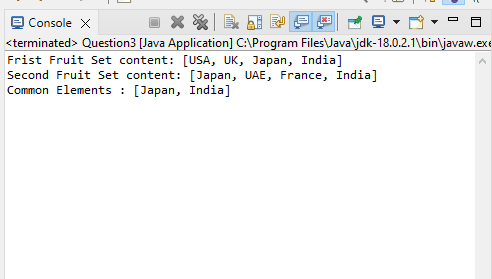 Console
<terminated> Question3 [Java Application] C:\Program Files\Java\jdk-18.0.2.1\bin\javaw.exe
Frist Fruit Set content: [USA, UK, Japan, India]
Second Fruit Set content: [Japan, UAE, France, India]
Common Elements : [Japan, India]